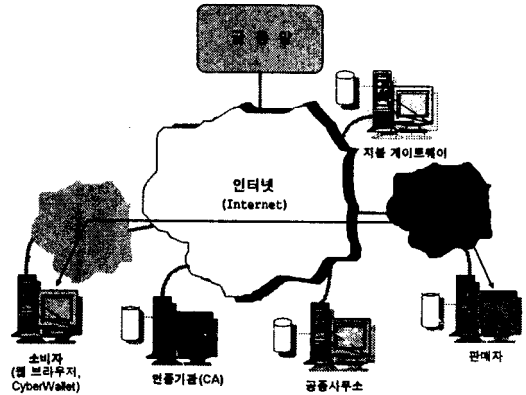 금융망
지불 게이트웨이
인터넷
(Internet)
소비자
(웹 브라우저,
CyberWallet)
인증기관(CA)
공증사무소
판매자